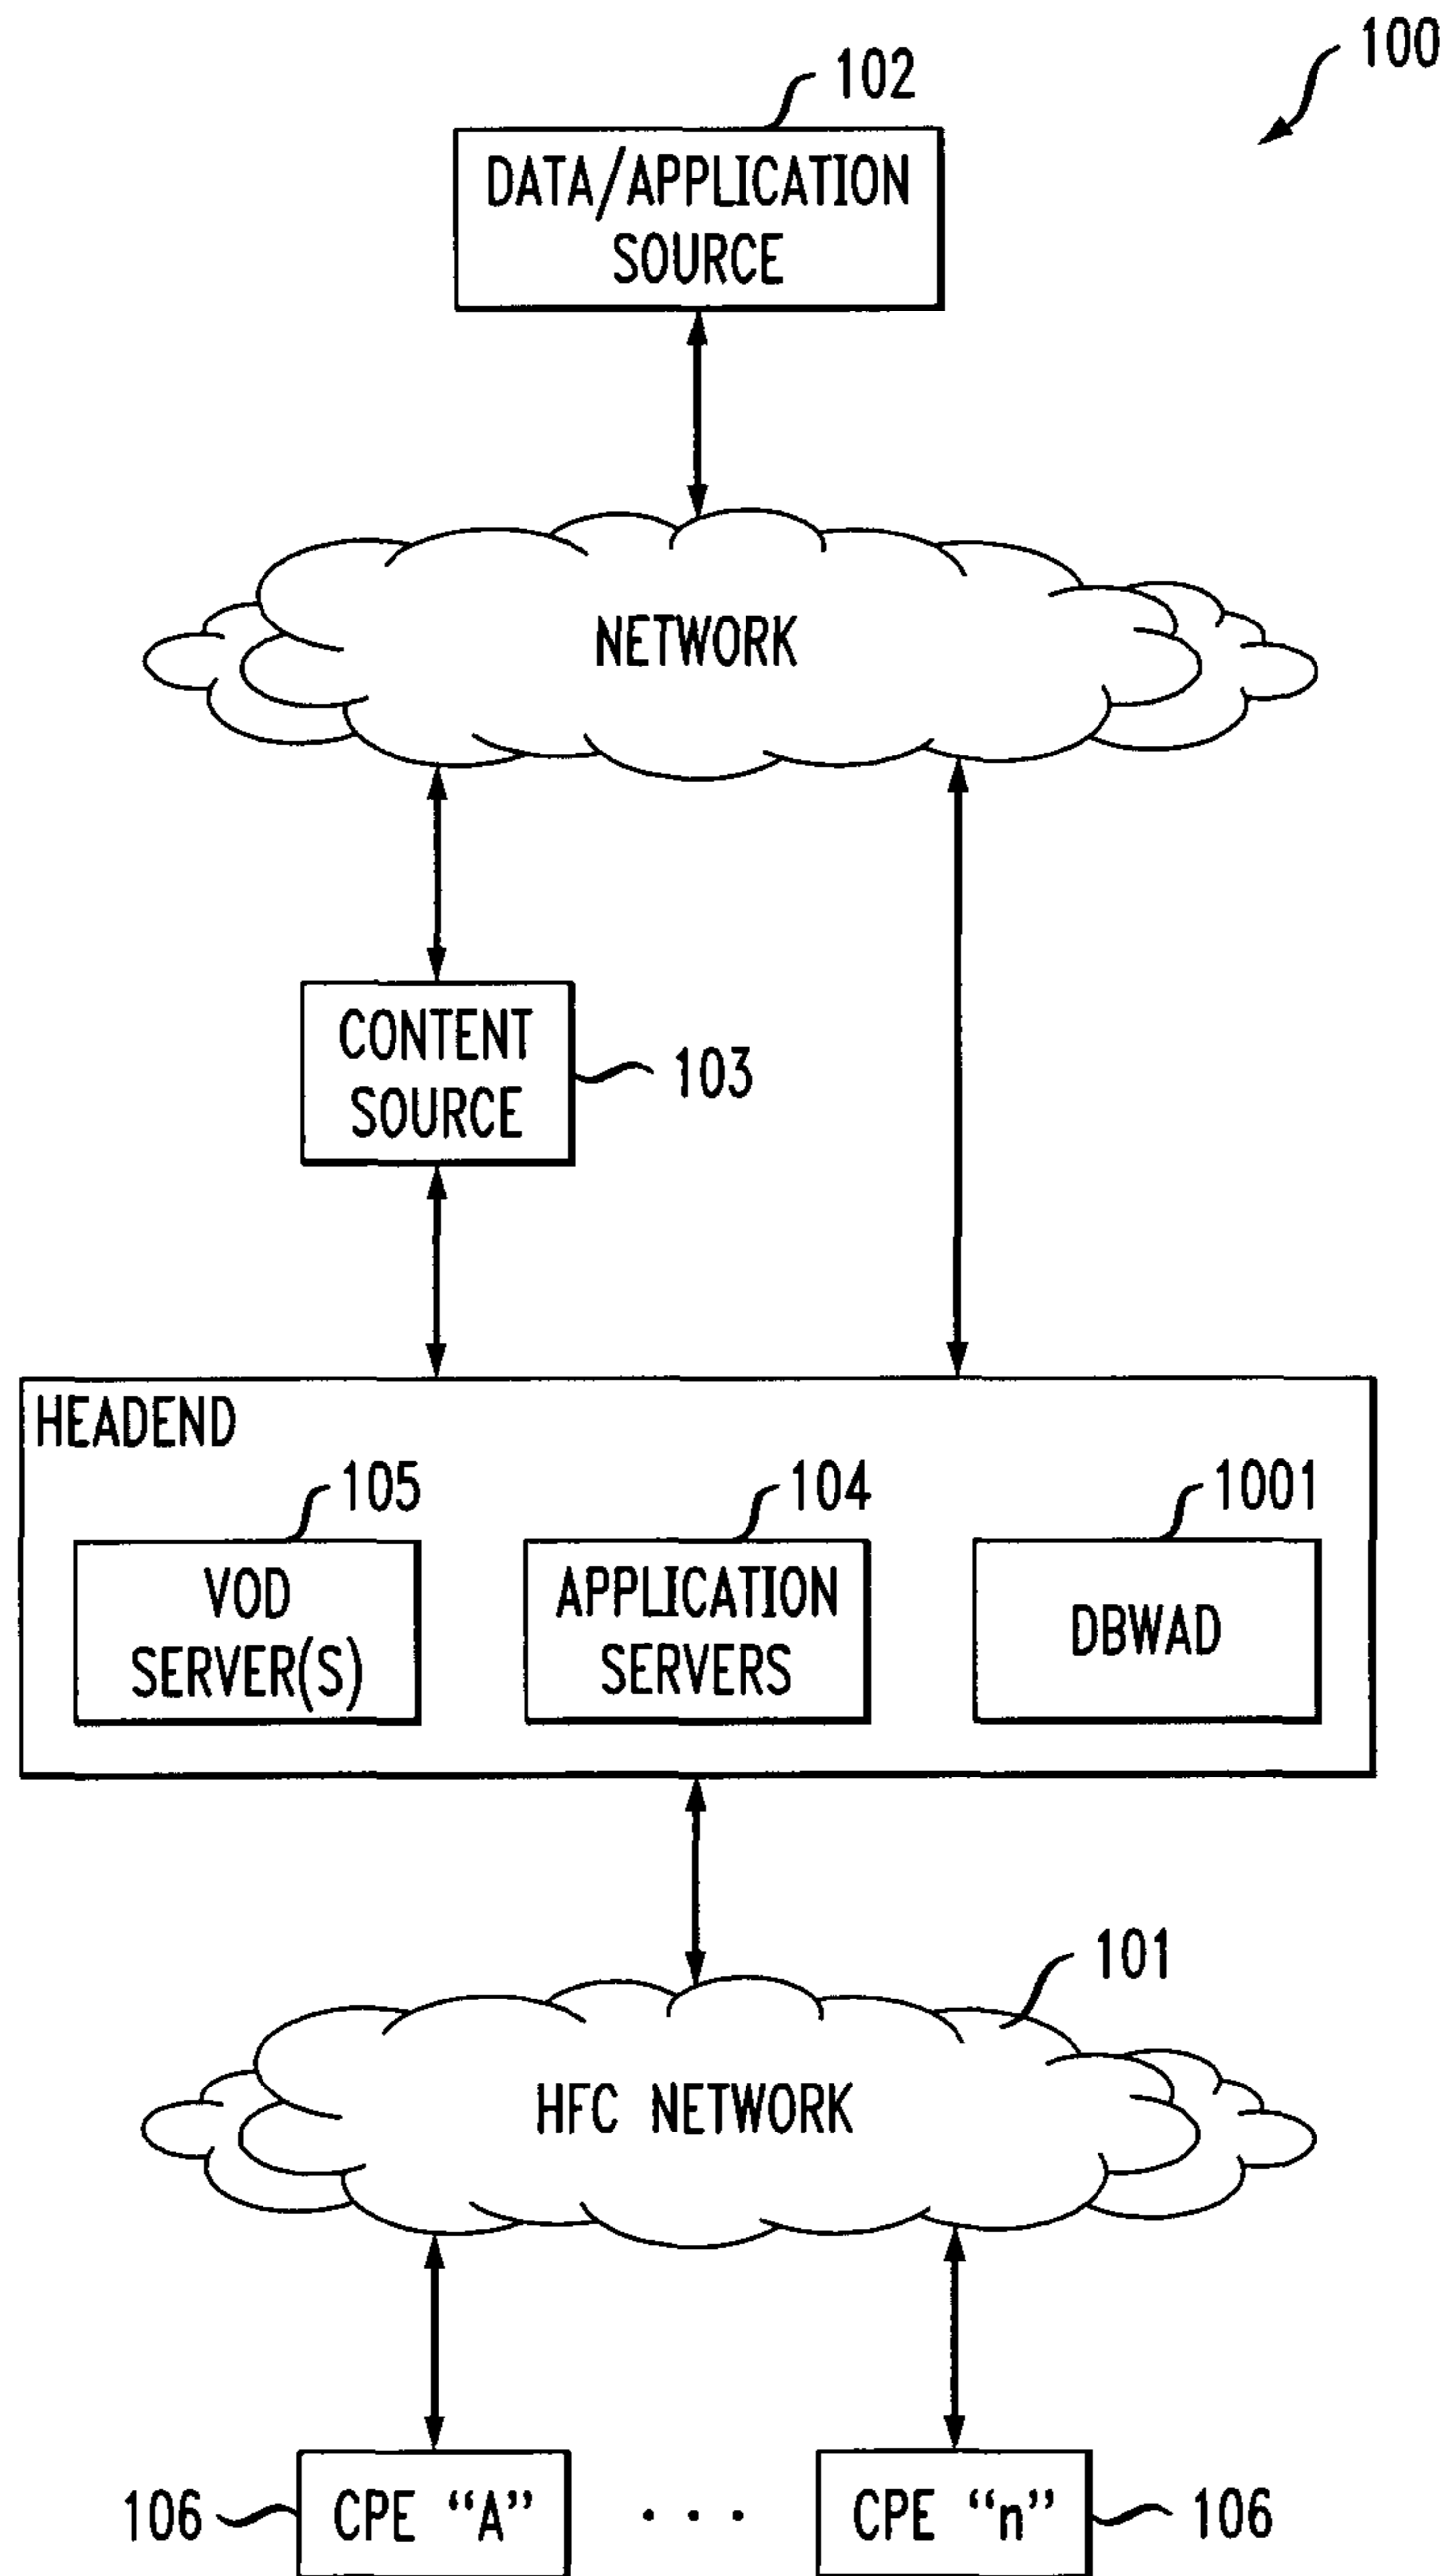 100
102
DATA/APPLICATION
SOURCE
NETWORK
CONTENT
SOURCE
103
HEADEND
105
104
1001
VOD
SERVER(S)
APPLICATION
SERVERS
DBWAD
101
HFC NETWORK
106
CPE “A”
. . .
CPE “n”
106